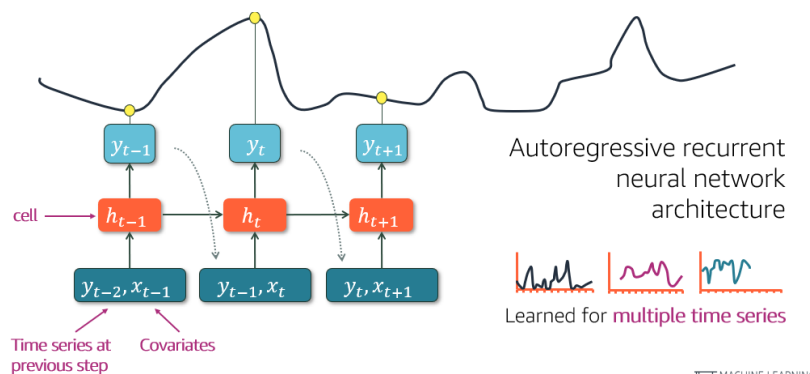 y_{t-1}
y_t
y_{t+1}
Autoregressive recurrent
neural network
architecture
cell
h_{t-1}
h_t
h_{t+1}
y_{t-2}, x_{t-1}
y_{t-1}, x_t
y_t, x_{t+1}
Learned for multiple time series
Time series at
previous step
Covariates